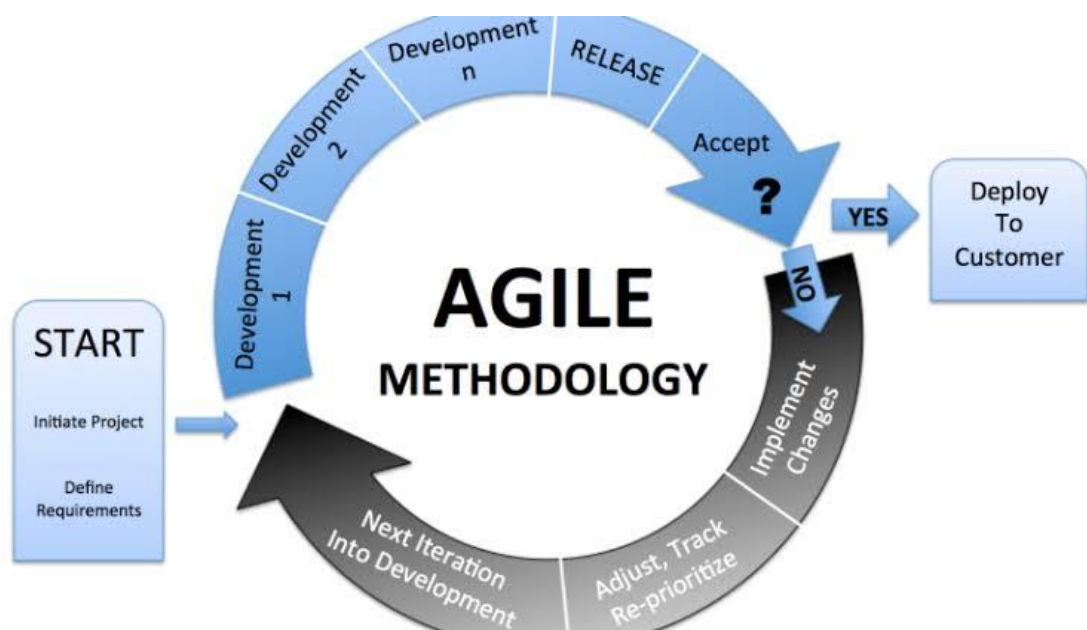 START
Initiate Project
Define
Requirements
Development
1
Development
2
Development
n
RELEASE
Accept
?
YES
Deploy
To
Customer
NO
Implement
Changes
Adjust, Track
Re-prioritize
Next Iteration
Into Development
AGILE
METHODOLOGY